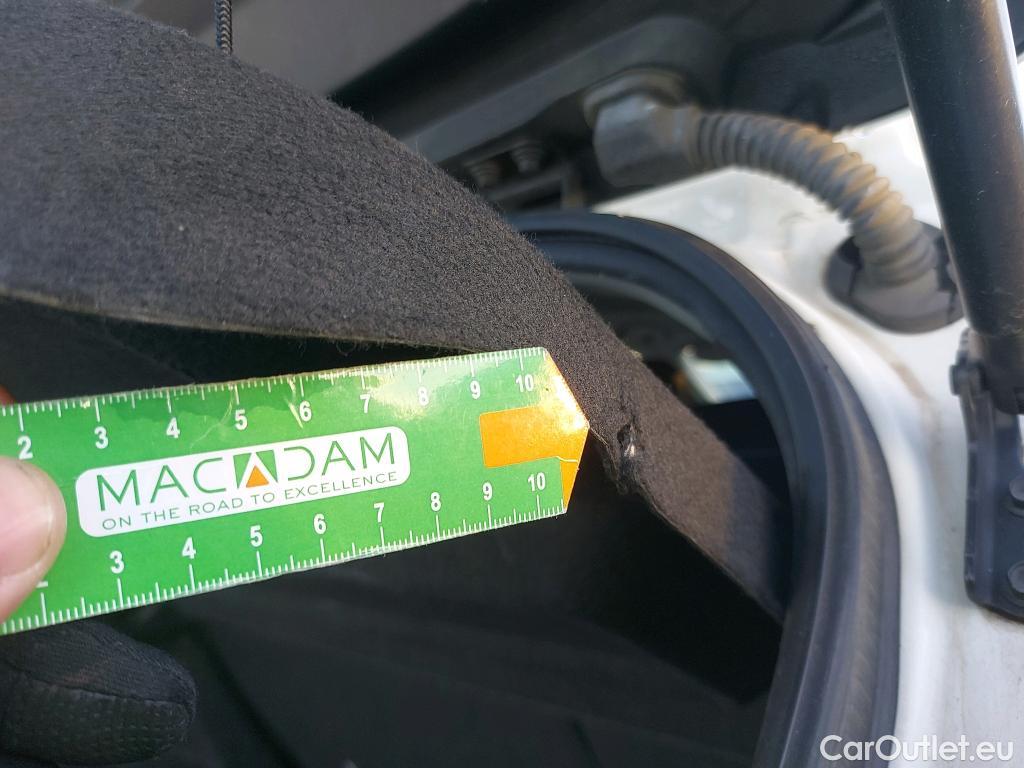 2 3 4 5 6 7 8 9 10
MACADAM
ON THE ROAD TO EXCELLENCE
3 4 5 6 7 8 9 10
CarOutlet.eu